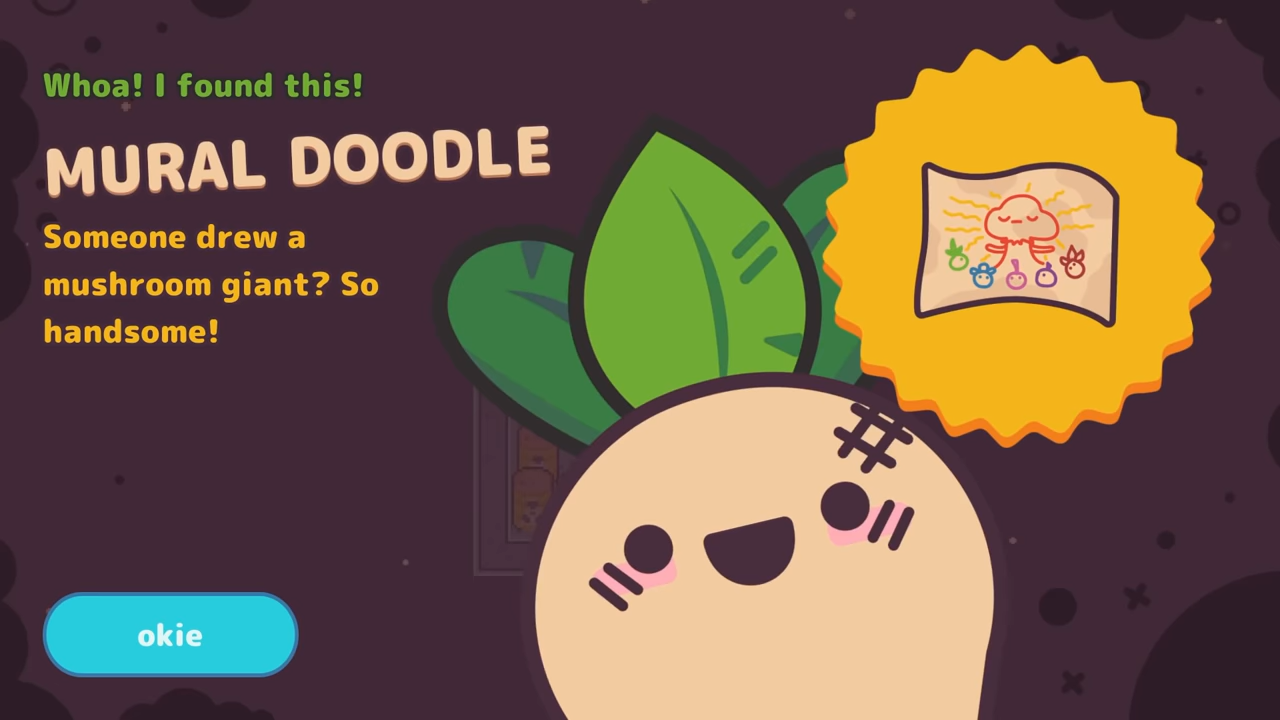 Whoa! I found this!
MURAL DOODLE
Someone drew a
mushroom giant? So
handsome!
okie